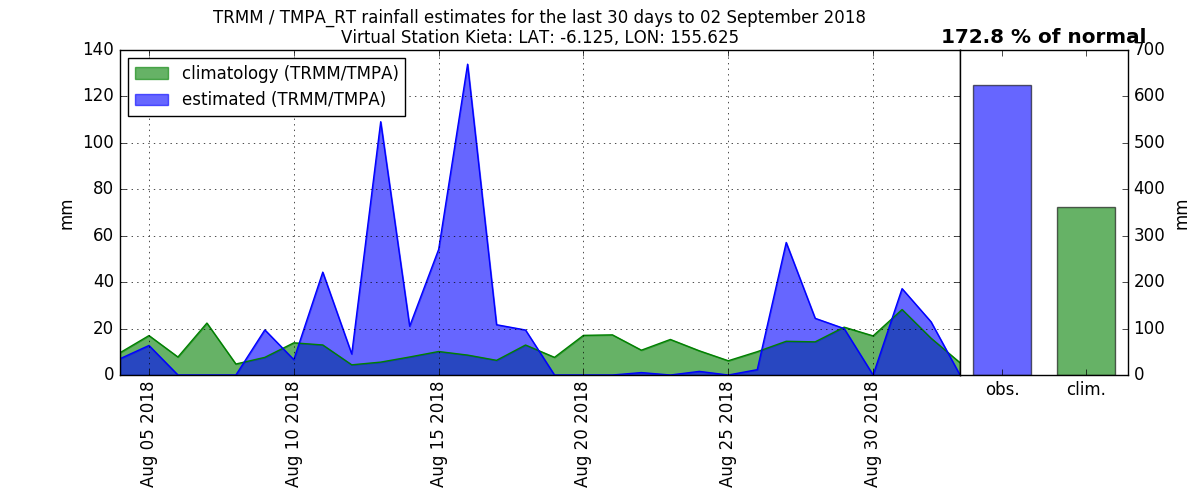 TRMM / TMPA_RT rainfall estimates for the last 30 days to 02 September 2018
Virtual Station Kieta: LAT: -6.125, LON: 155.625
172.8 % of normal
climatology (TRMM/TMPA)
estimated (TRMM/TMPA)
mm
140
120
100
80
60
40
20
0
Aug 05 2018
Aug 10 2018
Aug 15 2018
Aug 20 2018
Aug 25 2018
Aug 30 2018
obs.
clim.
700
600
500
400
300
200
100
0
mm